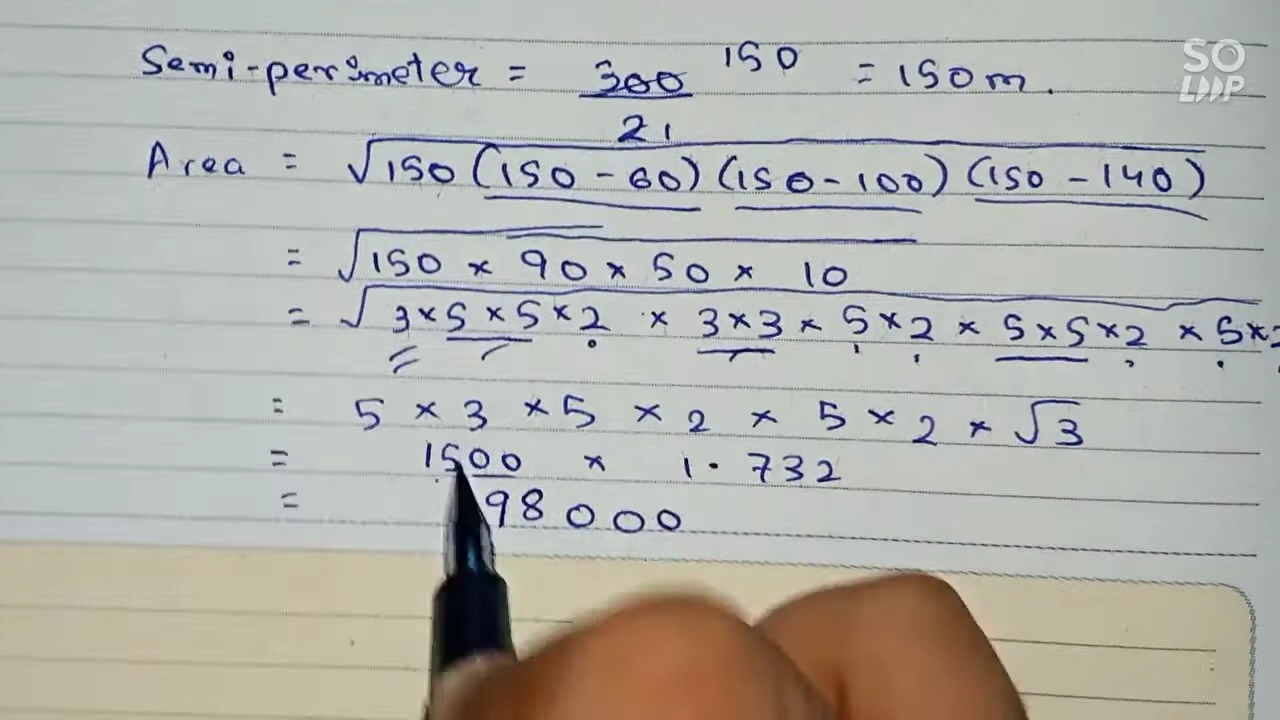 Semi-perimeter = 300 150 = 150 m.
21
Area = √150 (150 - 60) (150 - 100) (150 - 140)
= √150 × 90 × 50 × 10
= √3 × 5 × 5 × 2 × 3 × 3 × 5 × 2 × 5 × 5 × 2 × 5 ×
= 5 × 3 × 5 × 2 × 5 × 2 × √3
= 1500 × 1.732
= 98000
SO
LOOP